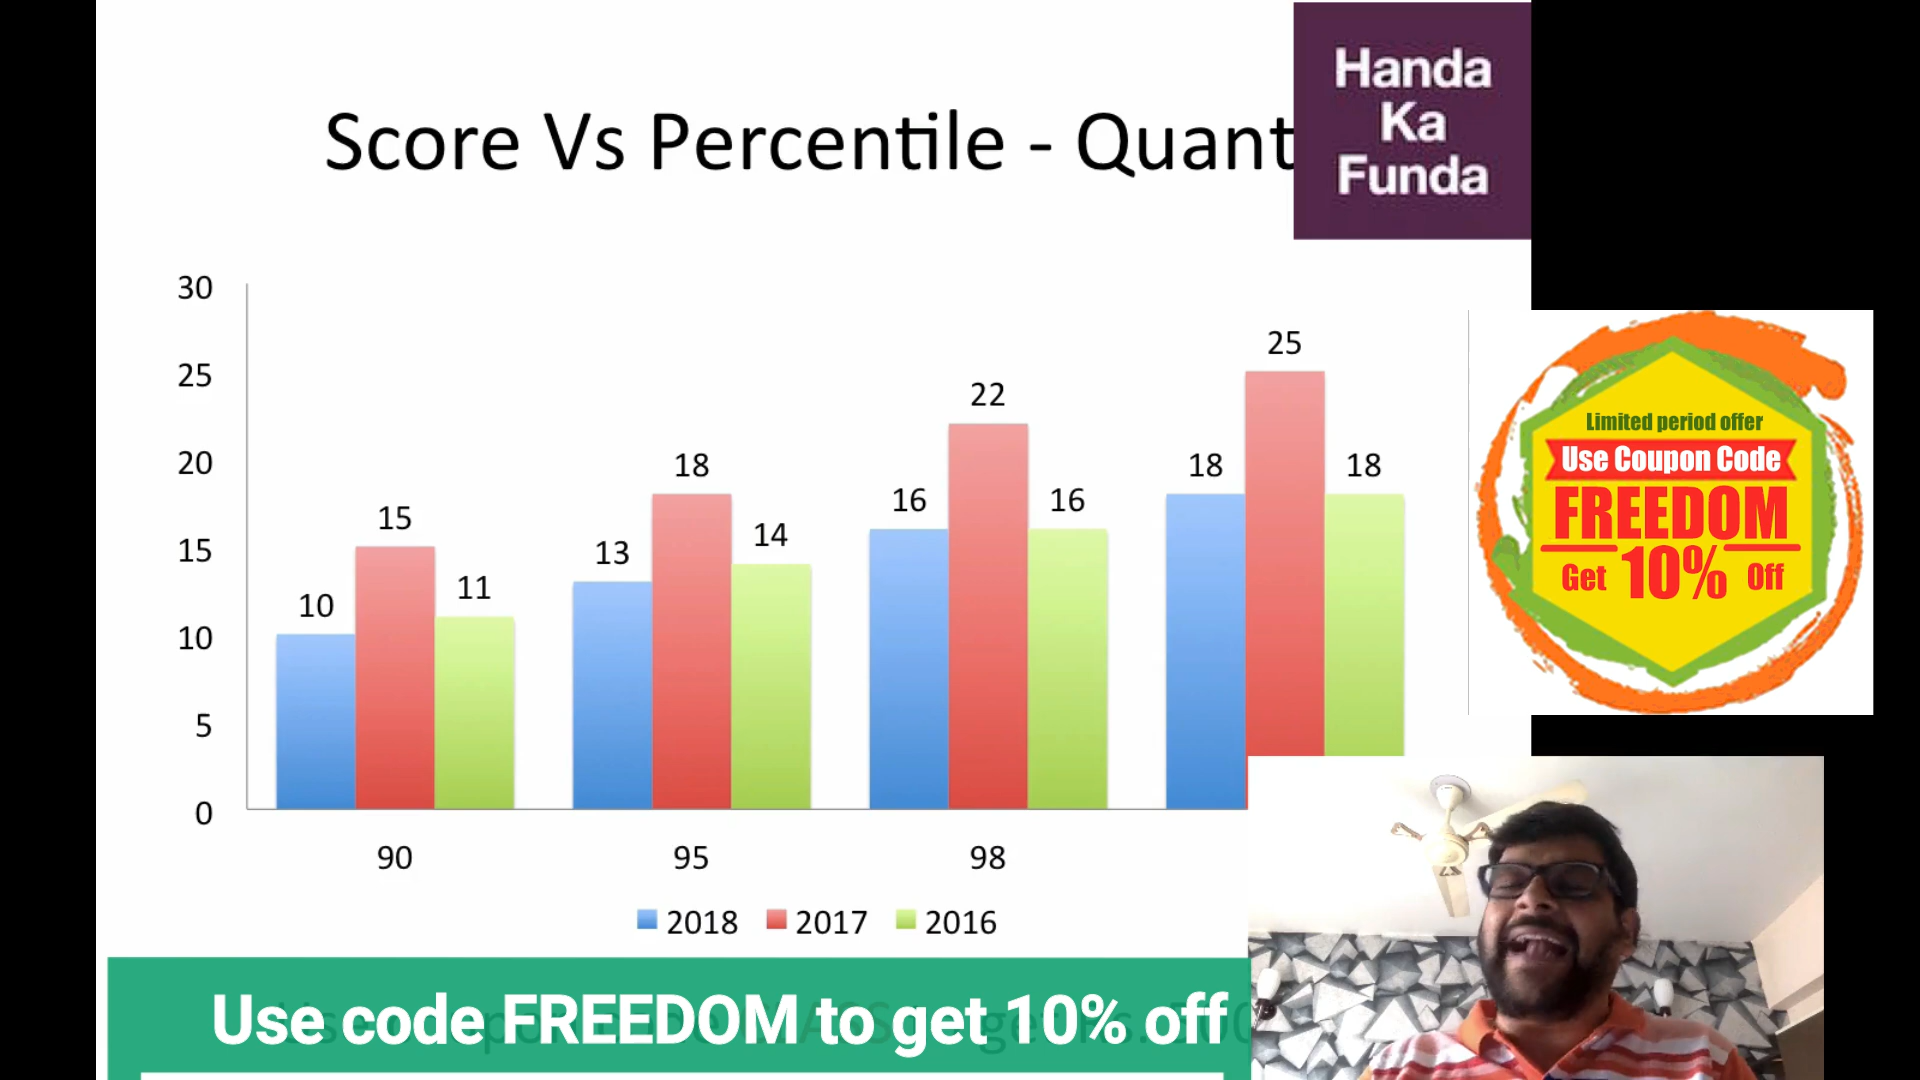 Handa
Ka
Funda
Score Vs Percentile - Quant
30
25
20
15
10
5
0
10
15
11
13
18
14
16
22
16
18
25
18
90
95
98
2018
2017
2016
Limited period offer
Use Coupon Code
FREEDOM
Get 10% Off
Use code FREEDOM to get 10% off